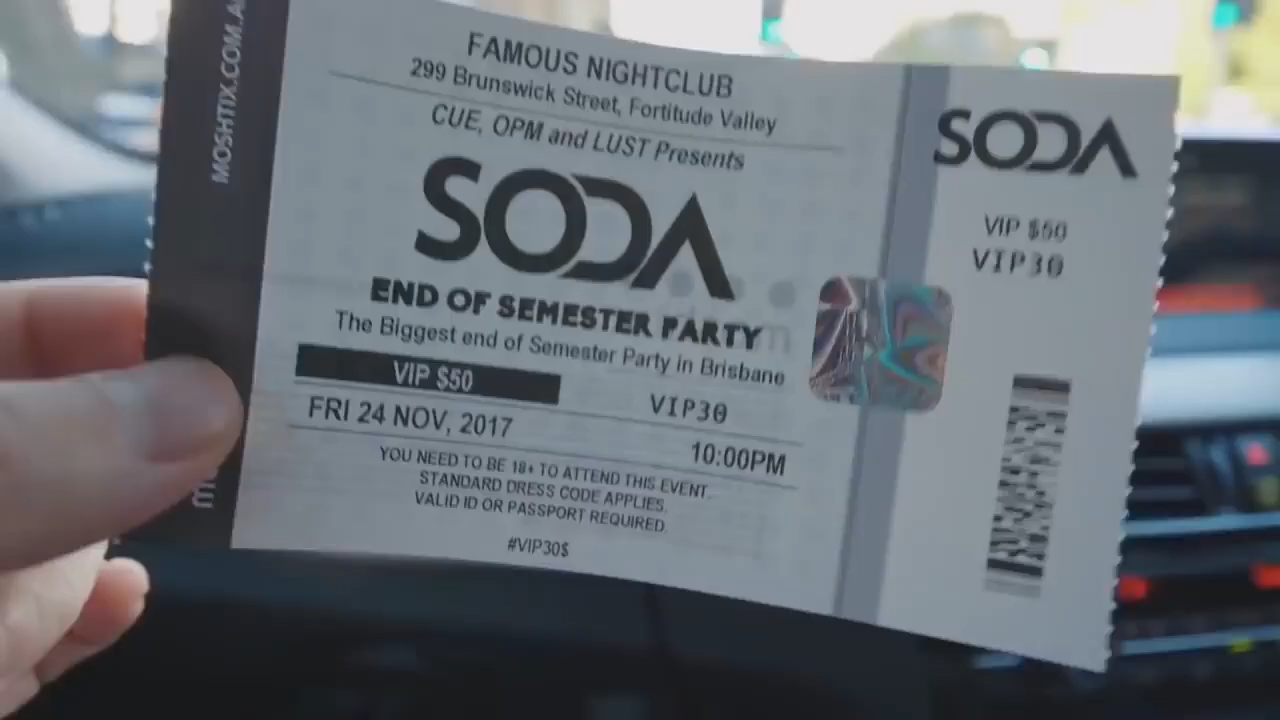 MOSHTIX.COM.A
FAMOUS NIGHTCLUB
299 Brunswick Street, Fortitude Valley
CUE, OPM and LUST Presents
SODA
END OF SEMESTER PARTY
The Biggest end of Semester Party in Brisbane
VIP $50
VIP30
FRI 24 NOV, 2017
10:00PM
YOU NEED TO BE 18+ TO ATTEND THIS EVENT.
STANDARD DRESS CODE APPLIES.
VALID ID OR PASSPORT REQUIRED.
#VIP30$
SODA
VIP $50
VIP30